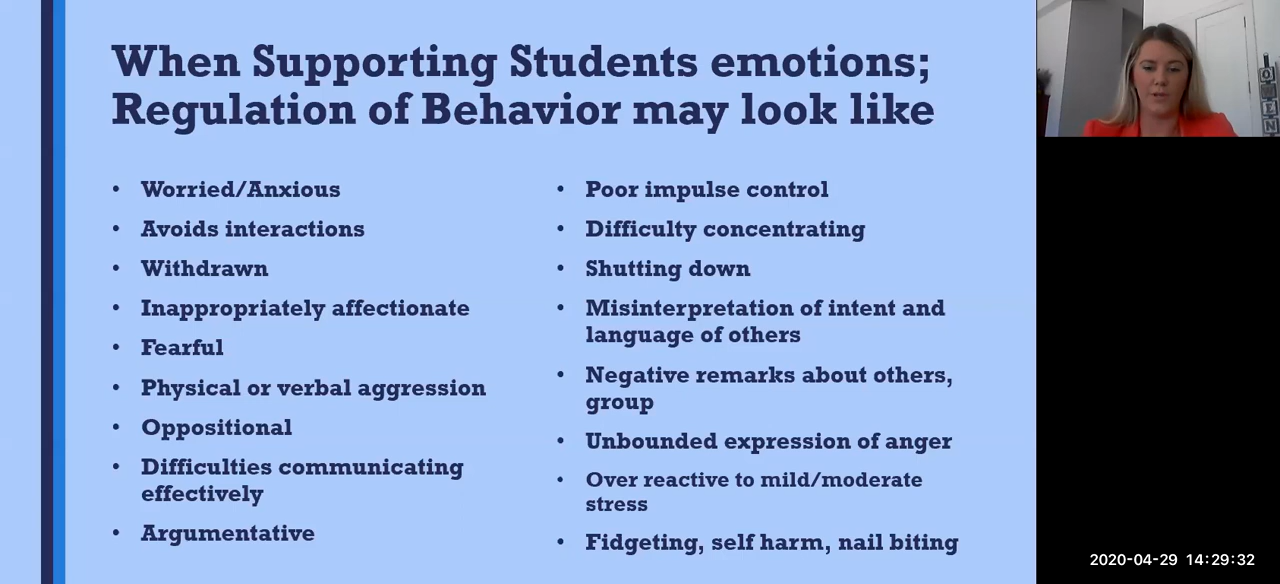 When Supporting Students emotions;
Regulation of Behavior may look like
• Worried/Anxious
• Avoids interactions
• Withdrawn
• Inappropriately affectionate
• Fearful
• Physical or verbal aggression
• Oppositional
• Difficulties communicating
effectively
• Argumentative
• Poor impulse control
• Difficulty concentrating
• Shutting down
• Misinterpretation of intent and
language of others
• Negative remarks about others,
group
• Unbounded expression of anger
• Over reactive to mild/moderate
stress
• Fidgeting, self harm, nail biting
O
W
E
N
2020-04-29 14:29:32